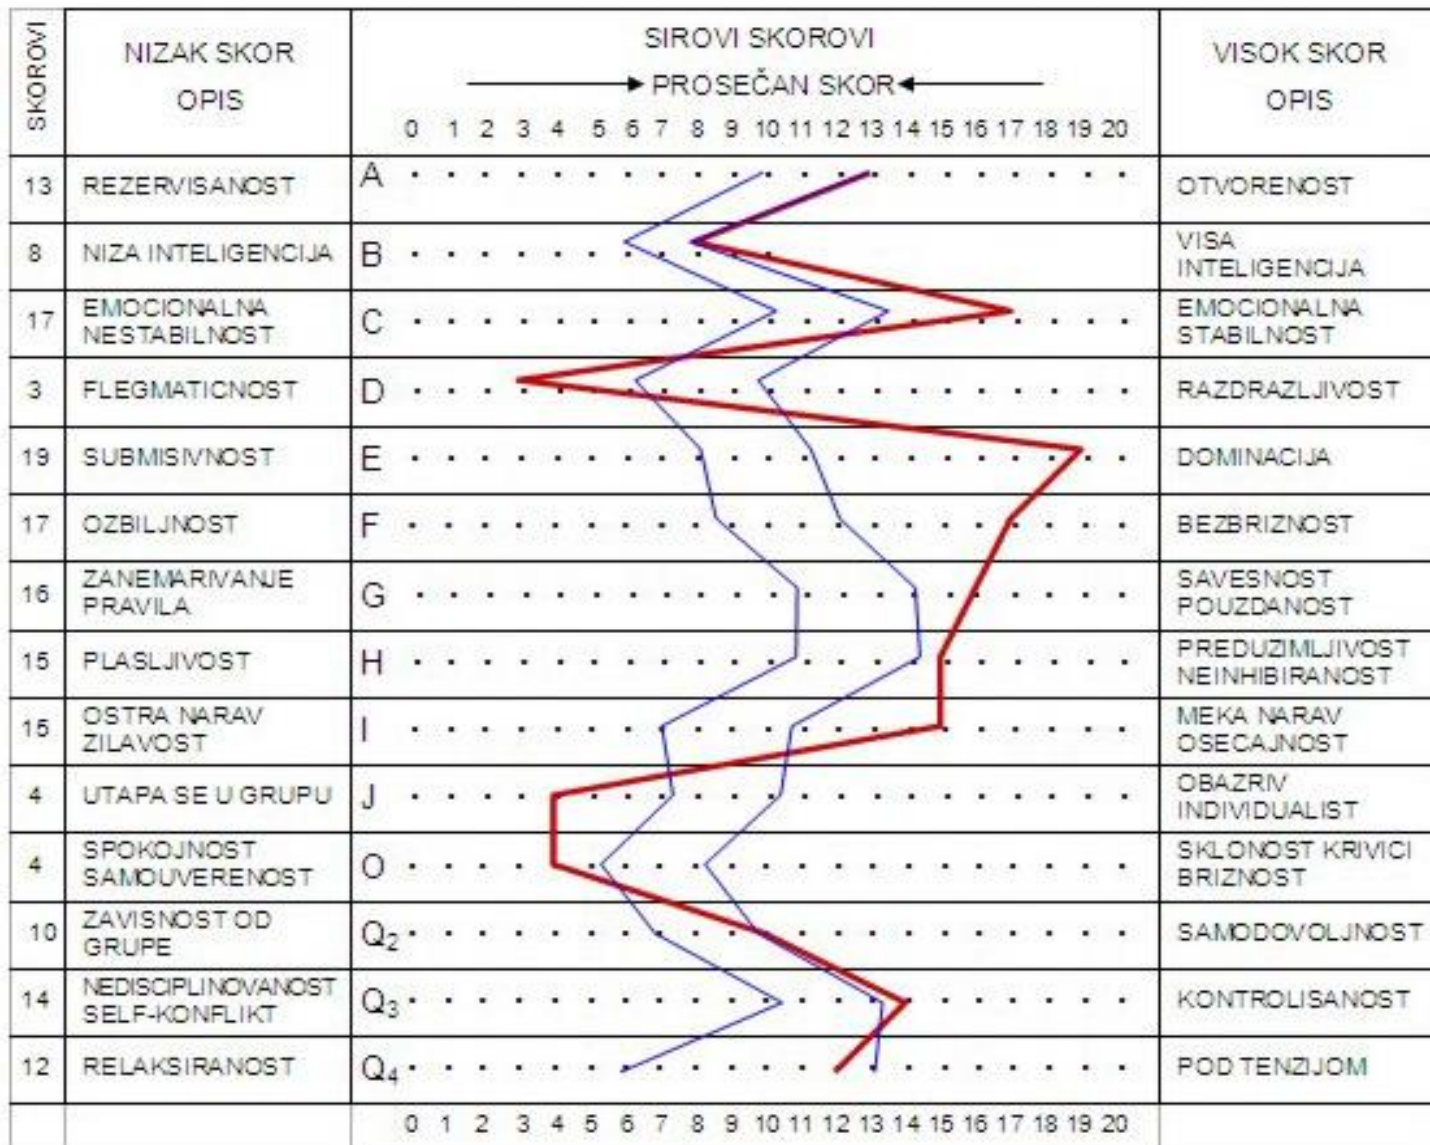 SKOROVI
NIZAK SKOR
OPIS
SIROVI SKOROVI
PROSEČAN SKOR
VISOK SKOR
OPIS
0 1 2 3 4 5 6 7 8 9 10 11 12 13 14 15 16 17 18 19 20
13 REZERVISANOST A OTVORENOST
8 NIZA INTELIGENCIJA B VISA
INTELIGENCIJA
17 EMOCIONALNA
NESTABILNOST C EMOCIONALNA
STABILNOST
3 FLEGMATICNOST D RAZDRAZLJIVOST
19 SUBMISIVNOST E DOMINACIJA
17 OZBILJNOST F BEZBRIZNOST
16 ZANEMARIVANJE
PRAVILA G SAVESNOST
POUZDANOST
15 PLASLJIVOST H PREDUZIMLJIVOST
NEINHIBIRANOST
15 OSTRA NARAV
ZILAVOST I MEKA NARAV
OSECAJNOST
4 UTAPA SE U GRUPU J OBAZRIV
INDIVIDUALIST
4 SPOKOJNOST
SAMOUVERENOST O SKLONOST KRIVICI
BRIZNOST
10 ZAVISNOST OD
GRUPE Q2 SAMODOVOLJNOST
14 NEDISCIPLINOVANOST
SELF-KONFLIKT Q3 KONTROLISANOST
12 RELAKSIRANOST Q4 POD TENZIJOM
0 1 2 3 4 5 6 7 8 9 10 11 12 13 14 15 16 17 18 19 20